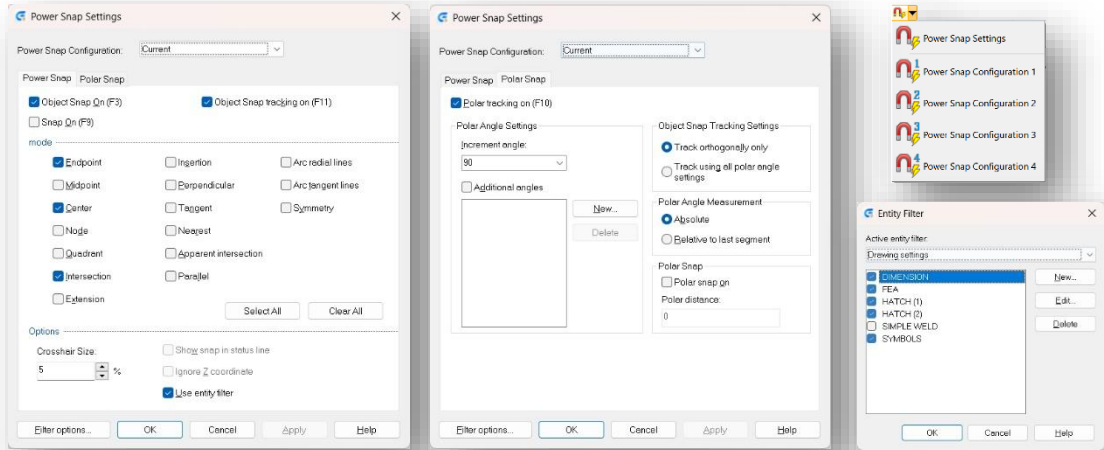 Power Snap Settings
Power Snap Configuration: Current
Power Snap Polar Snap
Object Snap On (F3) Object Snap tracking on (F11)
Snap On (F9)
mode
Endpoint Insertion Arc radial lines
Midpoint Perpendicular Arc tangent lines
Center Tangent Symmetry
Node Nearest
Quadrant Apparent intersection
Intersection Parallel
Extension
Select All Clear All
Options
Crosshair Size: Show snap in status line
5 % Ignore Z coordinate
Use entity filter
Filter options... OK Cancel Apply Help
Power Snap Settings
Power Snap Configuration: Current
Power Snap Polar Snap
Polar tracking on (F10)
Polar Angle Settings
Increment angle:
90
Additional angles
New...
Delete
Object Snap Tracking Settings
Track orthogonally only
Track using all polar angle
settings
Polar Angle Measurement
Absolute
Relative to last segment
Polar Snap
Polar snap on
Polar distance:
0
Filter options... OK Cancel Apply Help
Power Snap Settings
1 Power Snap Configuration 1
2 Power Snap Configuration 2
3 Power Snap Configuration 3
4 Power Snap Configuration 4
Entity Filter
Active entity filter:
Drawing settings
DIMENSION
FEA
HATCH (1)
HATCH (2)
SIMPLE WELD
SYMBOLS
New...
Edit...
Delete
OK Cancel Help